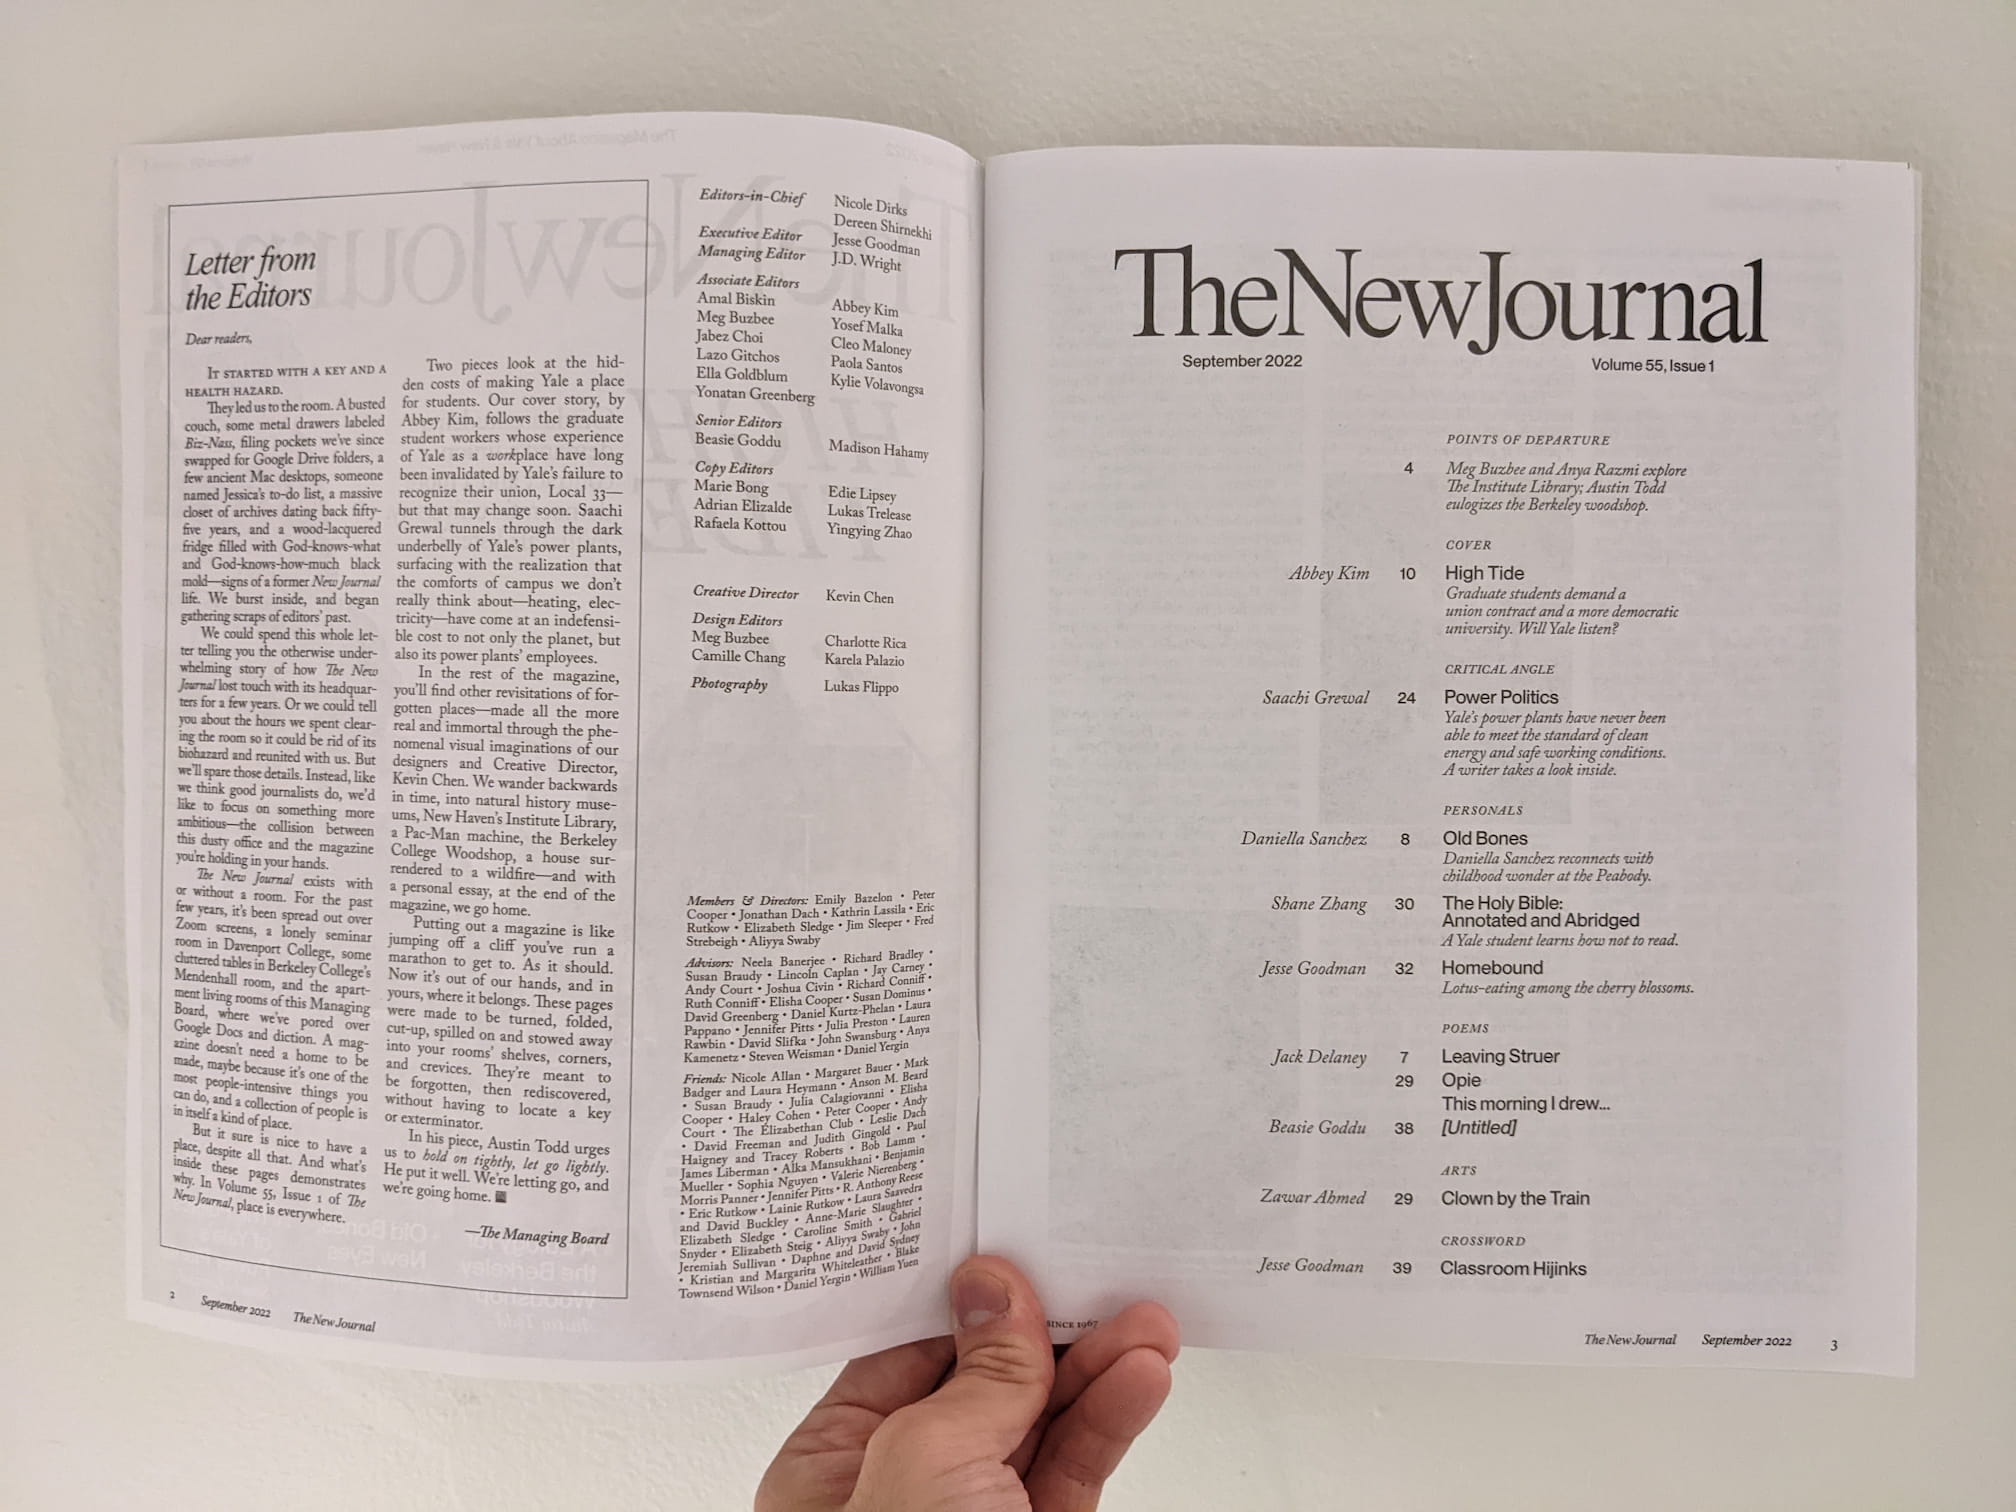 Letter from
the Editors
Dear readers,
IT STARTED WITH A KEY AND A
HEALTH HAZARD.
They led us to the room. A busted
couch, some metal drawers labeled
Biz-Nass, filing pockets we've since
swapped for Google Drive folders, a
few ancient Mac desktops, someone
named Jessica's to-do list, a massive
closet of archives dating back fifty-
five years, and a wood-lacquered
fridge filled with God-knows-what
and God-knows-how-much black
mold—signs of a former New Journal
life. We burst inside, and began
gathering scraps of editors' past.
We could spend this whole let-
ter telling you the otherwise under-
whelming story of how The New
Journal lost touch with its headquar-
ters for a few years. Or we could tell
you about the hours we spent clear-
ing the room so it could be rid of its
biohazard and reunited with us. But
we'll spare those details. Instead, like
we think good journalists do, we'd
like to focus on something more
ambitious—the collision between
this dusty office and the magazine
you're holding in your hands.
The New Journal exists with
or without a room. For the past
few years, it's been spread out over
Zoom screens, a lonely seminar
room in Davenport College, some
cluttered tables in Berkeley College's
Mendenhall room, and the apart-
ment living rooms of this Managing
Board, where we've pored over
Google Docs and diction. A mag-
azine doesn't need a home to be
made, maybe because it's one of the
most people-intensive things you
can do, and a collection of people is
in itself a kind of place.
But it sure is nice to have a
place, despite all that. And what's
inside these pages demonstrates
why. In Volume 55, Issue 1 of The
New Journal, place is everywhere.
Two pieces look at the hid-
den costs of making Yale a place
for students. Our cover story, by
Abbey Kim, follows the graduate
student workers whose experience
of Yale as a workplace have long
been invalidated by Yale's failure to
recognize their union, Local 33—
but that may change soon. Saachi
Grewal tunnels through the dark
underbelly of Yale's power plants,
surfacing with the realization that
the comforts of campus we don't
really think about—heating, elec-
tricity—have come at an indefensi-
ble cost to not only the planet, but
also its power plants' employees.
In the rest of the magazine,
you'll find other revisitations of for-
gotten places—made all the more
real and immortal through the phe-
nomenal visual imaginations of our
designers and Creative Director,
Kevin Chen. We wander backwards
in time, into natural history muse-
ums, New Haven's Institute Library,
a Pac-Man machine, the Berkeley
College Woodshop, a house sur-
rendered to a wildfire—and with
a personal essay, at the end of the
magazine, we go home.
Putting out a magazine is like
jumping off a cliff you've run a
marathon to get to. As it should.
Now it's out of our hands, and in
yours, where it belongs. These pages
were made to be turned, folded,
cut-up, spilled on and stowed away
into your rooms' shelves, corners,
and crevices. They're meant to
be forgotten, then rediscovered,
without having to locate a key
or exterminator.
In his piece, Austin Todd urges
us to hold on tightly, let go lightly.
He put it well. We're letting go, and
we're going home.
—The Managing Board
2 September 2022 The New Journal
Editors-in-Chief Nicole Dirks
Dereen Shirnekhi
Executive Editor Jesse Goodman
Managing Editor J.D. Wright
Associate Editors
Amal Biskin Abbey Kim
Meg Buzbee Yosef Malka
Jabez Choi Cleo Maloney
Lazo Gitchos Paola Santos
Ella Goldblum Kylie Volavongsa
Yonatan Greenberg
Senior Editors
Beasie Goddu Madison Hahamy
Copy Editors
Marie Bong Edie Lipsey
Adrian Elizalde Lukas Trelease
Rafaela Kottou Yingying Zhao
Creative Director Kevin Chen
Design Editors
Meg Buzbee Charlotte Rica
Camille Chang Karela Palazio
Photography Lukas Flippo
Members & Directors: Emily Bazelon • Peter
Cooper • Jonathan Dach • Kathrin Lassila • Eric
Rutkow • Elizabeth Sledge • Jim Sleeper • Fred
Strebeigh • Aliyya Swaby
Advisors: Neela Banerjee • Richard Bradley •
Susan Braudy • Lincoln Caplan • Jay Carney •
Andy Court • Joshua Civin • Richard Conniff •
Ruth Conniff • Elisha Cooper • Susan Dominus •
David Greenberg • Daniel Kurtz-Phelan • Laura
Pappano • Jennifer Pitts • Julia Preston • Lauren
Rawbin • David Slifka • John Swansburg • Anya
Kamenetz • Steven Weisman • Daniel Yergin
Friends: Nicole Allan • Margaret Bauer • Mark
Badger and Laura Heymann • Anson M. Beard
• Susan Braudy • Julia Calagiovanni • Elisha
Cooper • Haley Cohen • Peter Cooper • Andy
Court • The Elizabethan Club • Leslie Dach
• David Freeman and Judith Gingold • Paul
Haigney and Tracey Roberts • Bob Lamm •
James Liberman • Alka Mansukhani • Benjamin
Mueller • Sophia Nguyen • Valerie Nierenberg •
Morris Panner • Jennifer Pitts • R. Anthony Reese
• Eric Rutkow • Lainie Rutkow • Laura Saavedra
and David Buckley • Anne-Marie Slaughter •
Elizabeth Sledge • Caroline Smith • Gabriel
Snyder • Elizabeth Steig • Aliyya Swaby • John
Jeremiah Sullivan • Daphne and David Sydney
• Kristian and Margarita Whiteleather • Blake
Townsend Wilson • Daniel Yergin • William Yuen
The New Journal
September 2022 Volume 55, Issue 1
POINTS OF DEPARTURE
4 Meg Buzbee and Anya Razmi explore
The Institute Library; Austin Todd
eulogizes the Berkeley woodshop.
COVER
Abbey Kim 10 High Tide
Graduate students demand a
union contract and a more democratic
university. Will Yale listen?
CRITICAL ANGLE
Saachi Grewal 24 Power Politics
Yale's power plants have never been
able to meet the standard of clean
energy and safe working conditions.
A writer takes a look inside.
PERSONALS
Daniella Sanchez 8 Old Bones
Daniella Sanchez reconnects with
childhood wonder at the Peabody.
Shane Zhang 30 The Holy Bible:
Annotated and Abridged
A Yale student learns how not to read.
Jesse Goodman 32 Homebound
Lotus-eating among the cherry blossoms.
POEMS
Jack Delaney 7 Leaving Struer
29 Opie
This morning I drew...
Beasie Goddu 38 [Untitled]
ARTS
Zawar Ahmed 29 Clown by the Train
CROSSWORD
Jesse Goodman 39 Classroom Hijinks
SINCE 1967
The New Journal September 2022 3